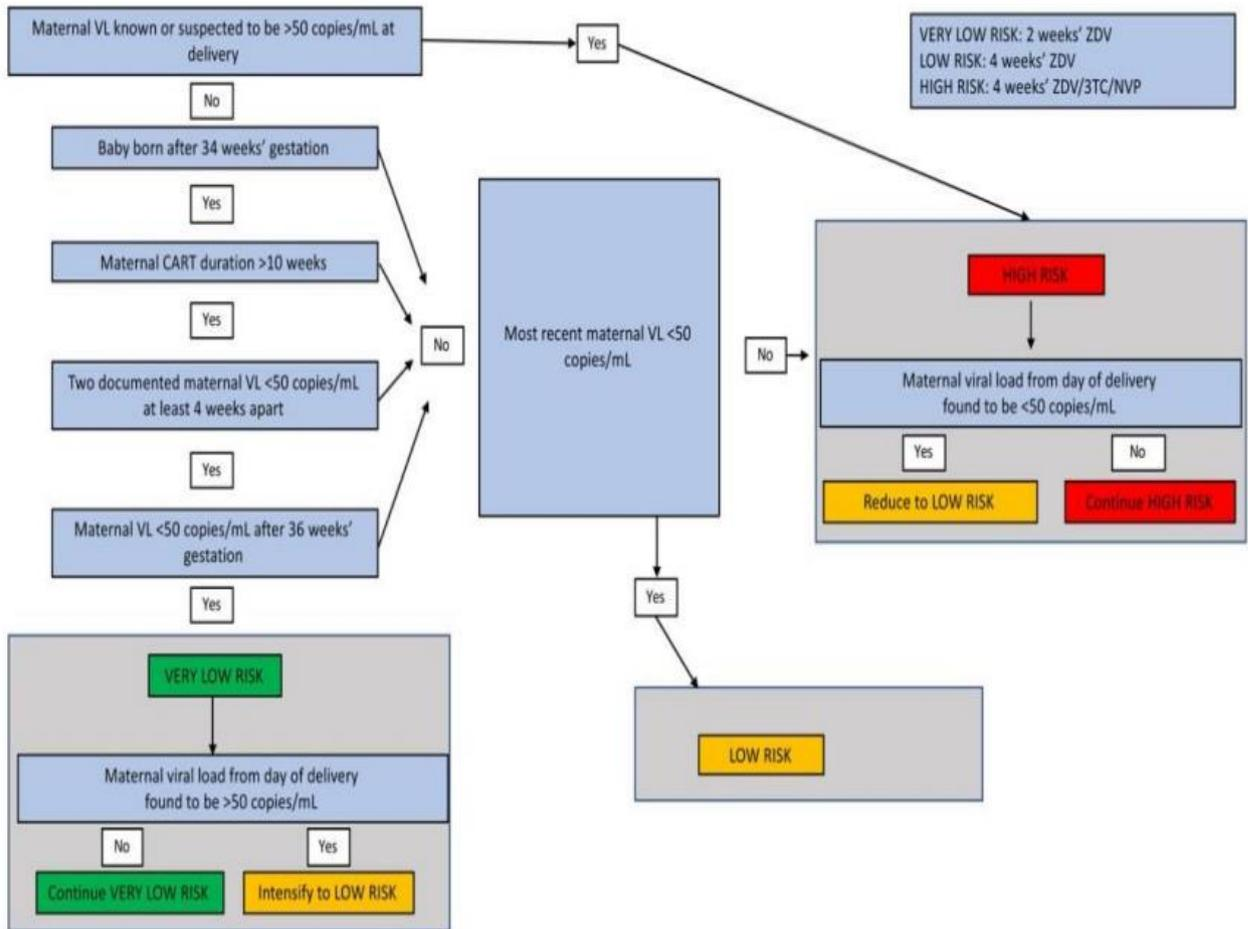 Maternal VL known or suspected to be >50 copies/mL at
delivery
Yes
VERY LOW RISK: 2 weeks' ZDV
LOW RISK: 4 weeks' ZDV
HIGH RISK: 4 weeks' ZDV/3TC/NVP
No
Baby born after 34 weeks' gestation
Yes
Maternal CART duration >10 weeks
Yes
Two documented maternal VL <50 copies/mL
at least 4 weeks apart
Yes
Maternal VL <50 copies/mL after 36 weeks'
gestation
Yes
No
Most recent maternal VL <50
copies/mL
No
HIGH RISK
Maternal viral load from day of delivery
found to be <50 copies/mL
Yes
No
Reduce to LOW RISK
Continue HIGH RISK
Yes
LOW RISK
VERY LOW RISK
Maternal viral load from day of delivery
found to be >50 copies/mL
No
Yes
Continue VERY LOW RISK
Intensify to LOW RISK